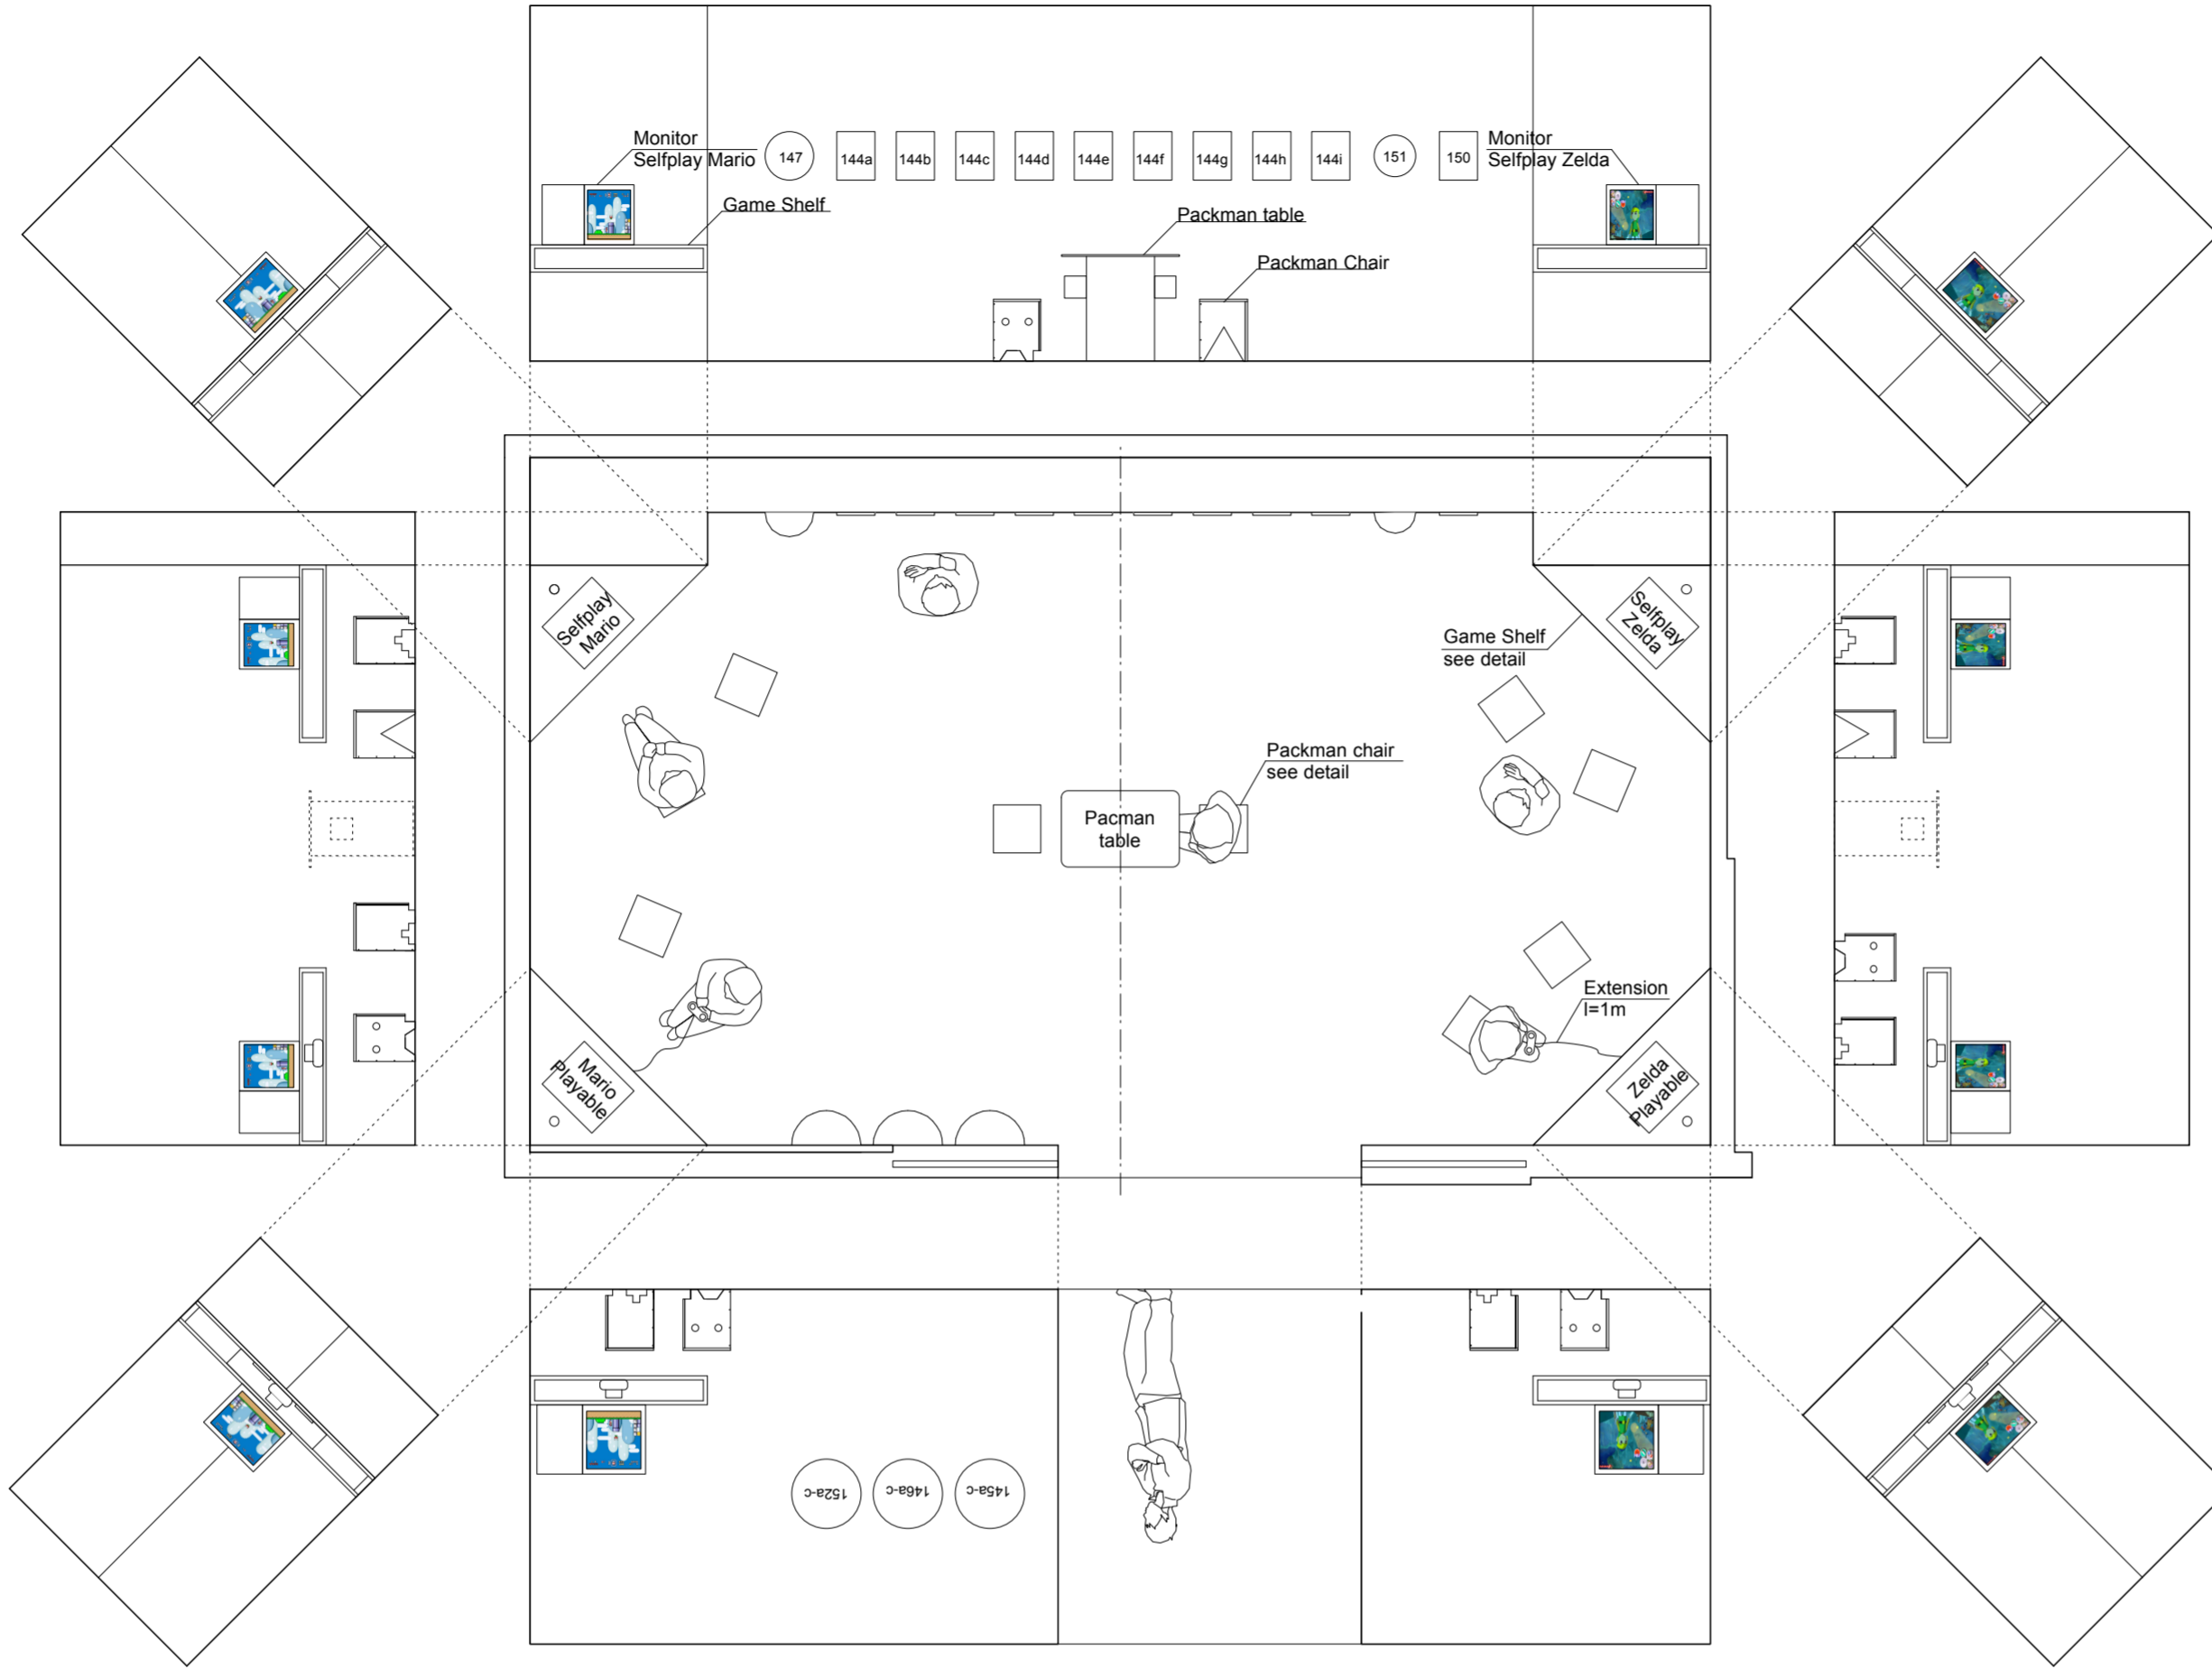 Monitor
Selfplay Mario
147
144a
144b
144c
144d
144e
144f
144g
144h
144i
151
150
Monitor
Selfplay Zelda
Game Shelf
Packman table
Packman Chair
Selfplay
Mario
Selfplay
Zelda
Game Shelf
see detail
Packman chair
see detail
Pacman
table
Extension
l=1m
Mario
Playable
Zelda
Playable
152a-c
146a-c
145a-c